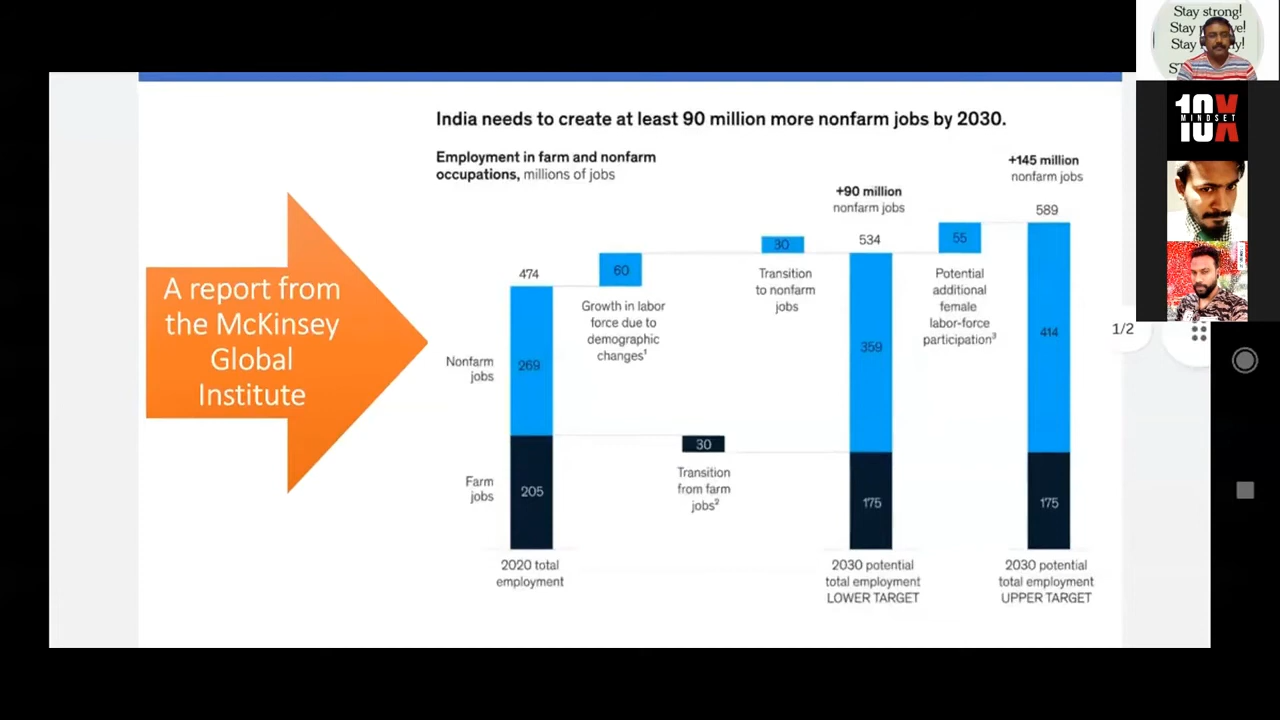 Stay strong!
Stay
Stay
10X
MINDSET
India needs to create at least 90 million more nonfarm jobs by 2030.
Employment in farm and nonfarm
occupations, millions of jobs
+145 million
nonfarm jobs
+90 million
nonfarm jobs
589
534
474
30
55
60
Transition
to nonfarm
jobs
Potential
additional
female
labor-force
participation³
Growth in labor
force due to
demographic
changes¹
A report from
the McKinsey
Global
Institute
Nonfarm
jobs
269
359
414
1/2
30
Transition
from farm
jobs²
Farm
jobs
205
175
175
2020 total
employment
2030 potential
total employment
LOWER TARGET
2030 potential
total employment
UPPER TARGET